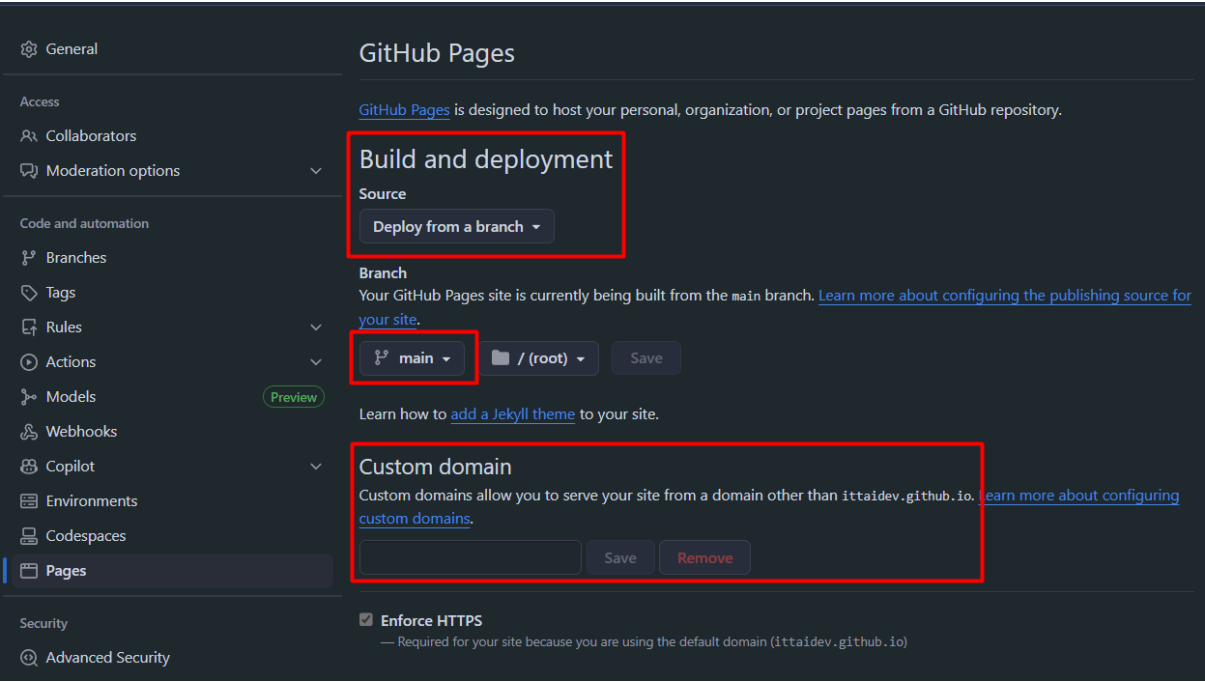 General
Access
Collaborators
Moderation options
Code and automation
Branches
Tags
Rules
Actions
Models Preview
Webhooks
Copilot
Environments
Codespaces
Pages
Security
Advanced Security
GitHub Pages
GitHub Pages is designed to host your personal, organization, or project pages from a GitHub repository.
Build and deployment
Source
Deploy from a branch
Branch
Your GitHub Pages site is currently being built from the main branch. Learn more about configuring the publishing source for
your site.
main / (root) Save
Learn how to add a Jekyll theme to your site.
Custom domain
Custom domains allow you to serve your site from a domain other than ittaidev.github.io. Learn more about configuring
custom domains.
Save Remove
Enforce HTTPS
— Required for your site because you are using the default domain (ittaidev.github.io)